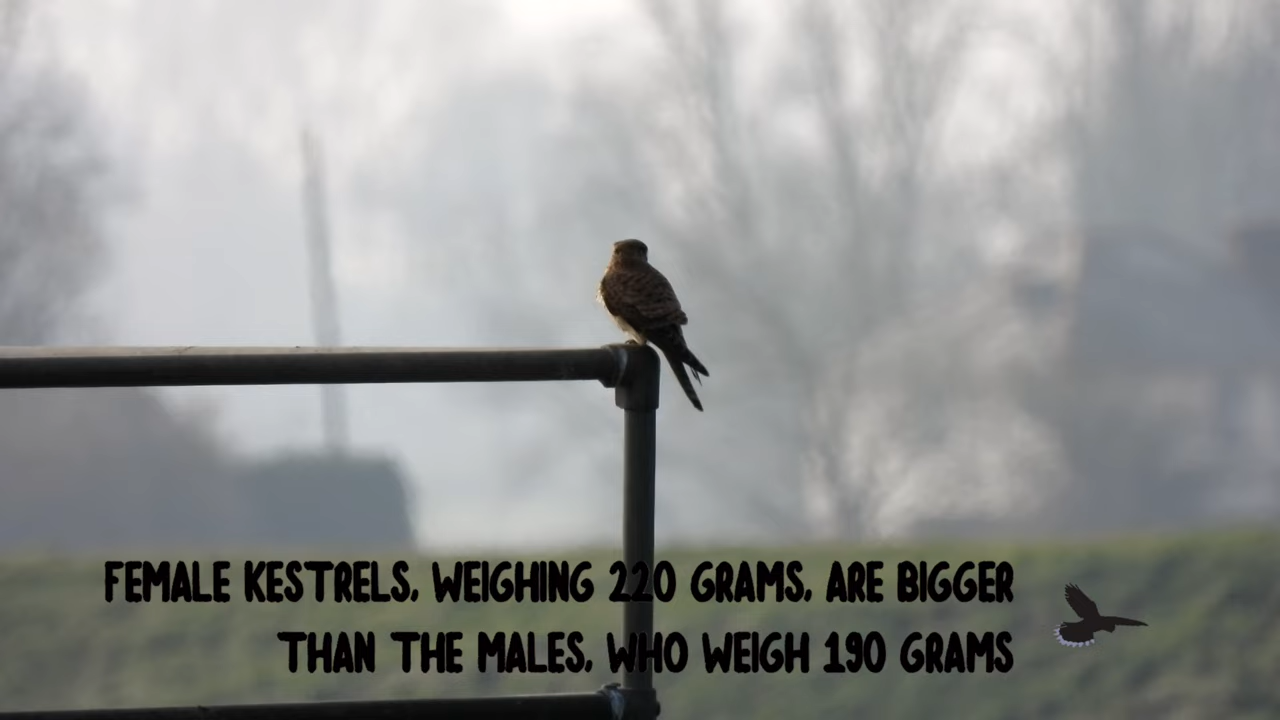 FEMALE KESTRELS, WEIGHING 220 GRAMS, ARE BIGGER
THAN THE MALES, WHO WEIGH 190 GRAMS